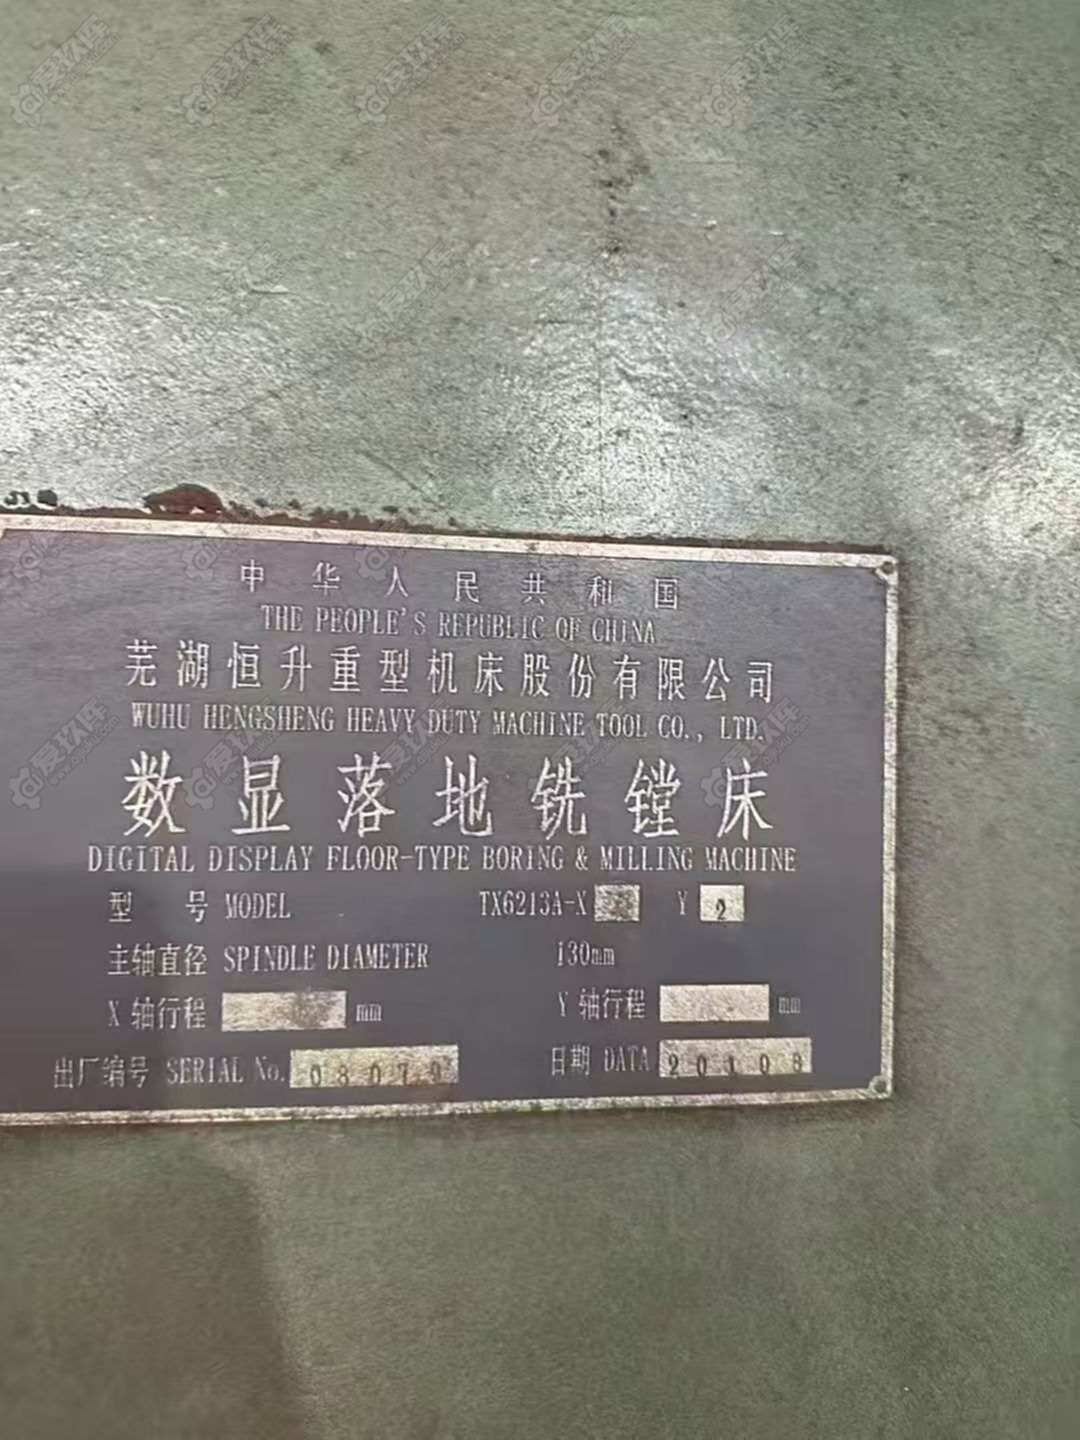 中华人民共和国
THE PEOPLE'S REPUBLIC OF CHINA
芜湖恒升重型机床股份有限公司
WUHU HENGSHENG HEAVY DUTY MACHINE TOOL CO., LTD.
数显落地铣镗床
DIGITAL DISPLAY FLOOR-TYPE BORING & MILLING MACHINE
型 号 MODEL TX6213A-X Y 2
主轴直径 SPINDLE DIAMETER 130mm
X 轴行程 mm Y 轴行程 mm
出厂编号 SERIAL No. 08079 日期 DATA 20108